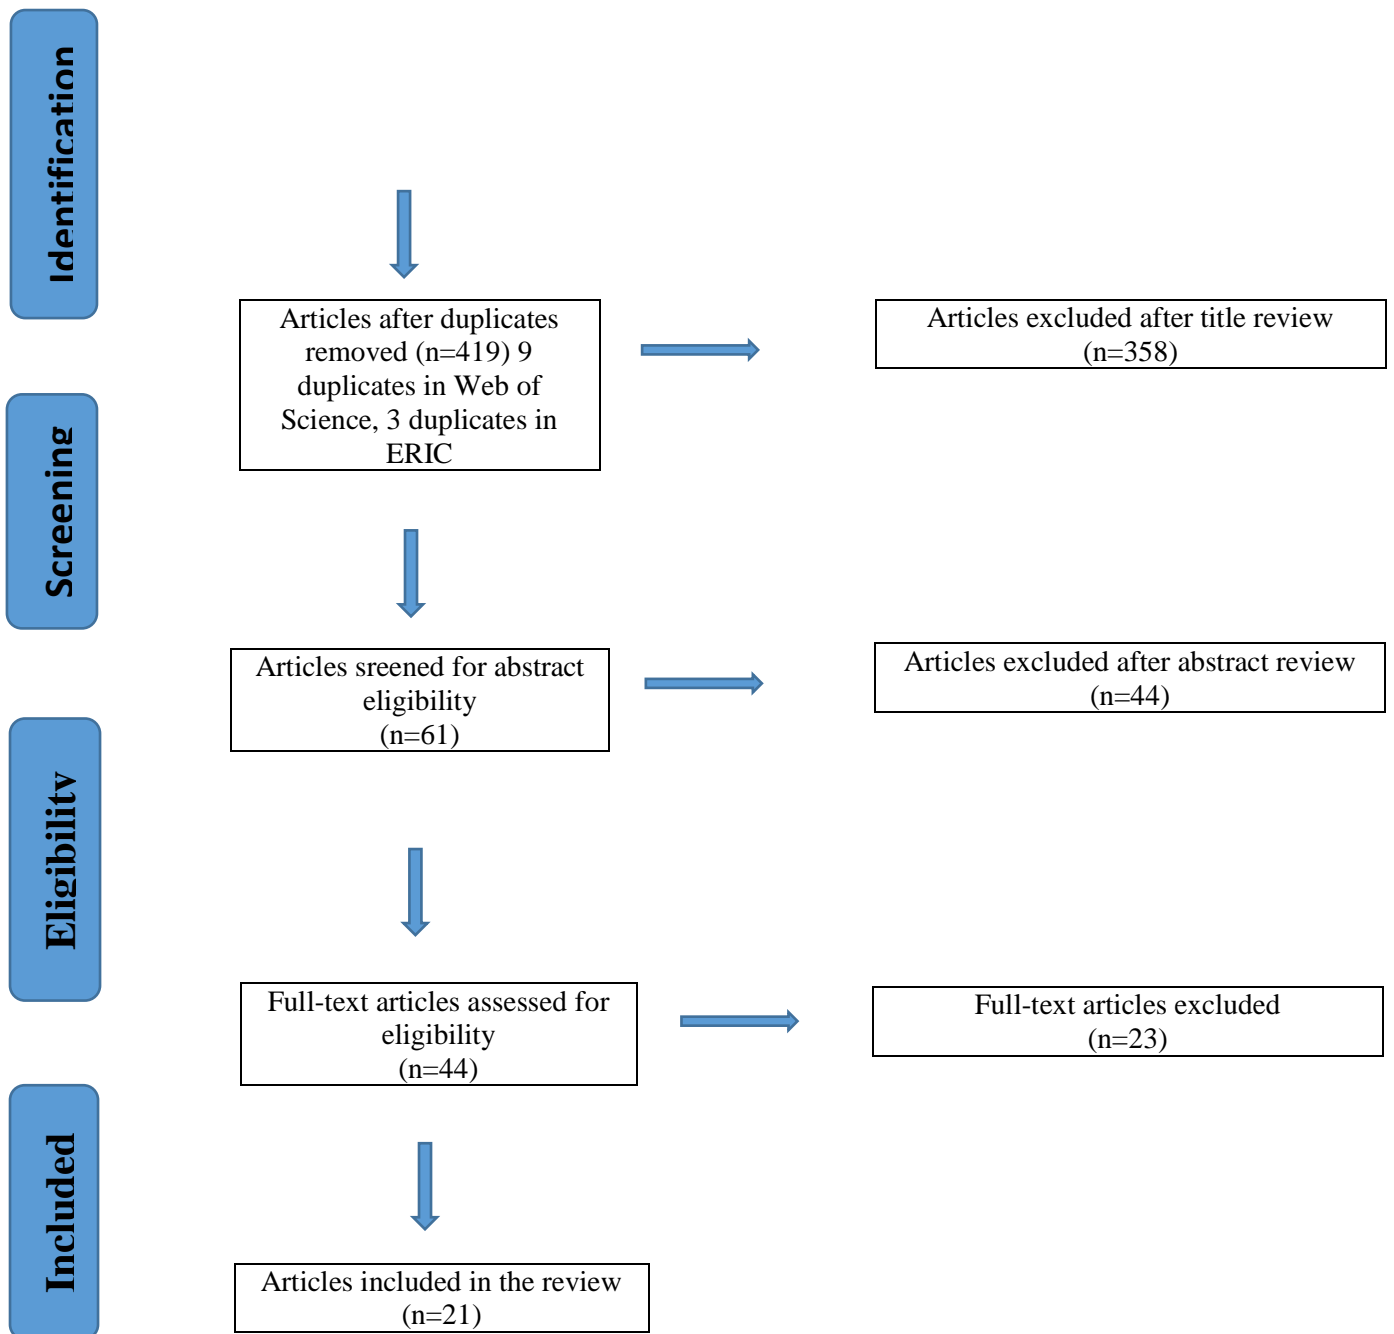 Identification
Articles after duplicates
removed (n=419) 9
duplicates in Web of
Science, 3 duplicates in
ERIC
Articles excluded after title review
(n=358)
Screening
Articles sreened for abstract
eligibility
(n=61)
Articles excluded after abstract review
(n=44)
Eligibility
Full-text articles assessed for
eligibility
(n=44)
Full-text articles excluded
(n=23)
Included
Articles included in the review
(n=21)